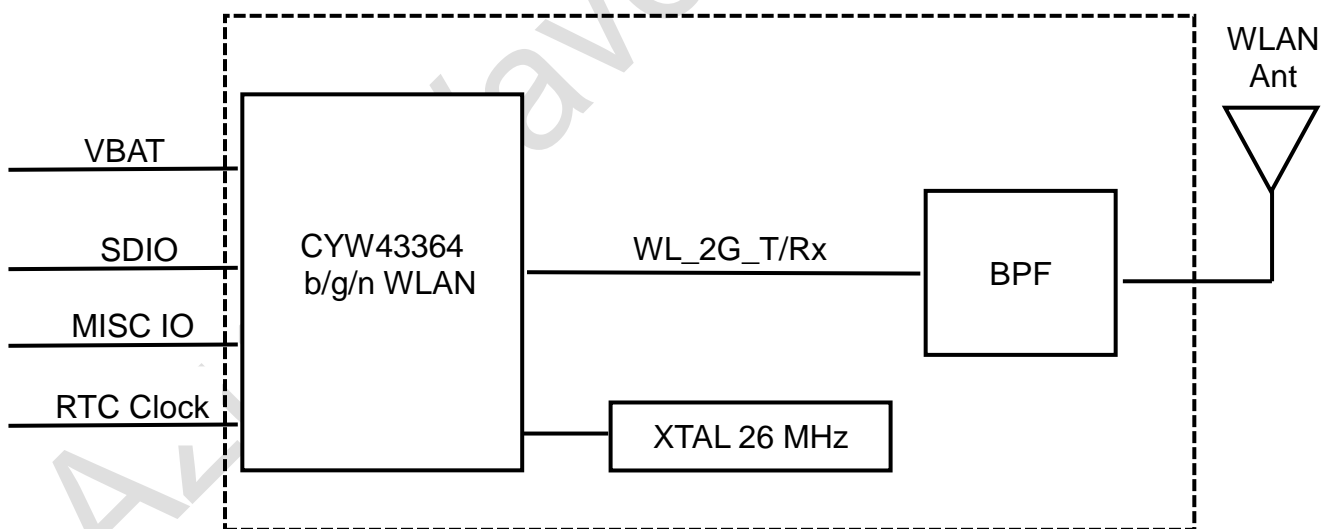 WLAN
Ant
VBAT
SDIO
CYW43364
b/g/n WLAN
WL_2G_T/Rx
BPF
MISC IO
RTC Clock
XTAL 26 MHz